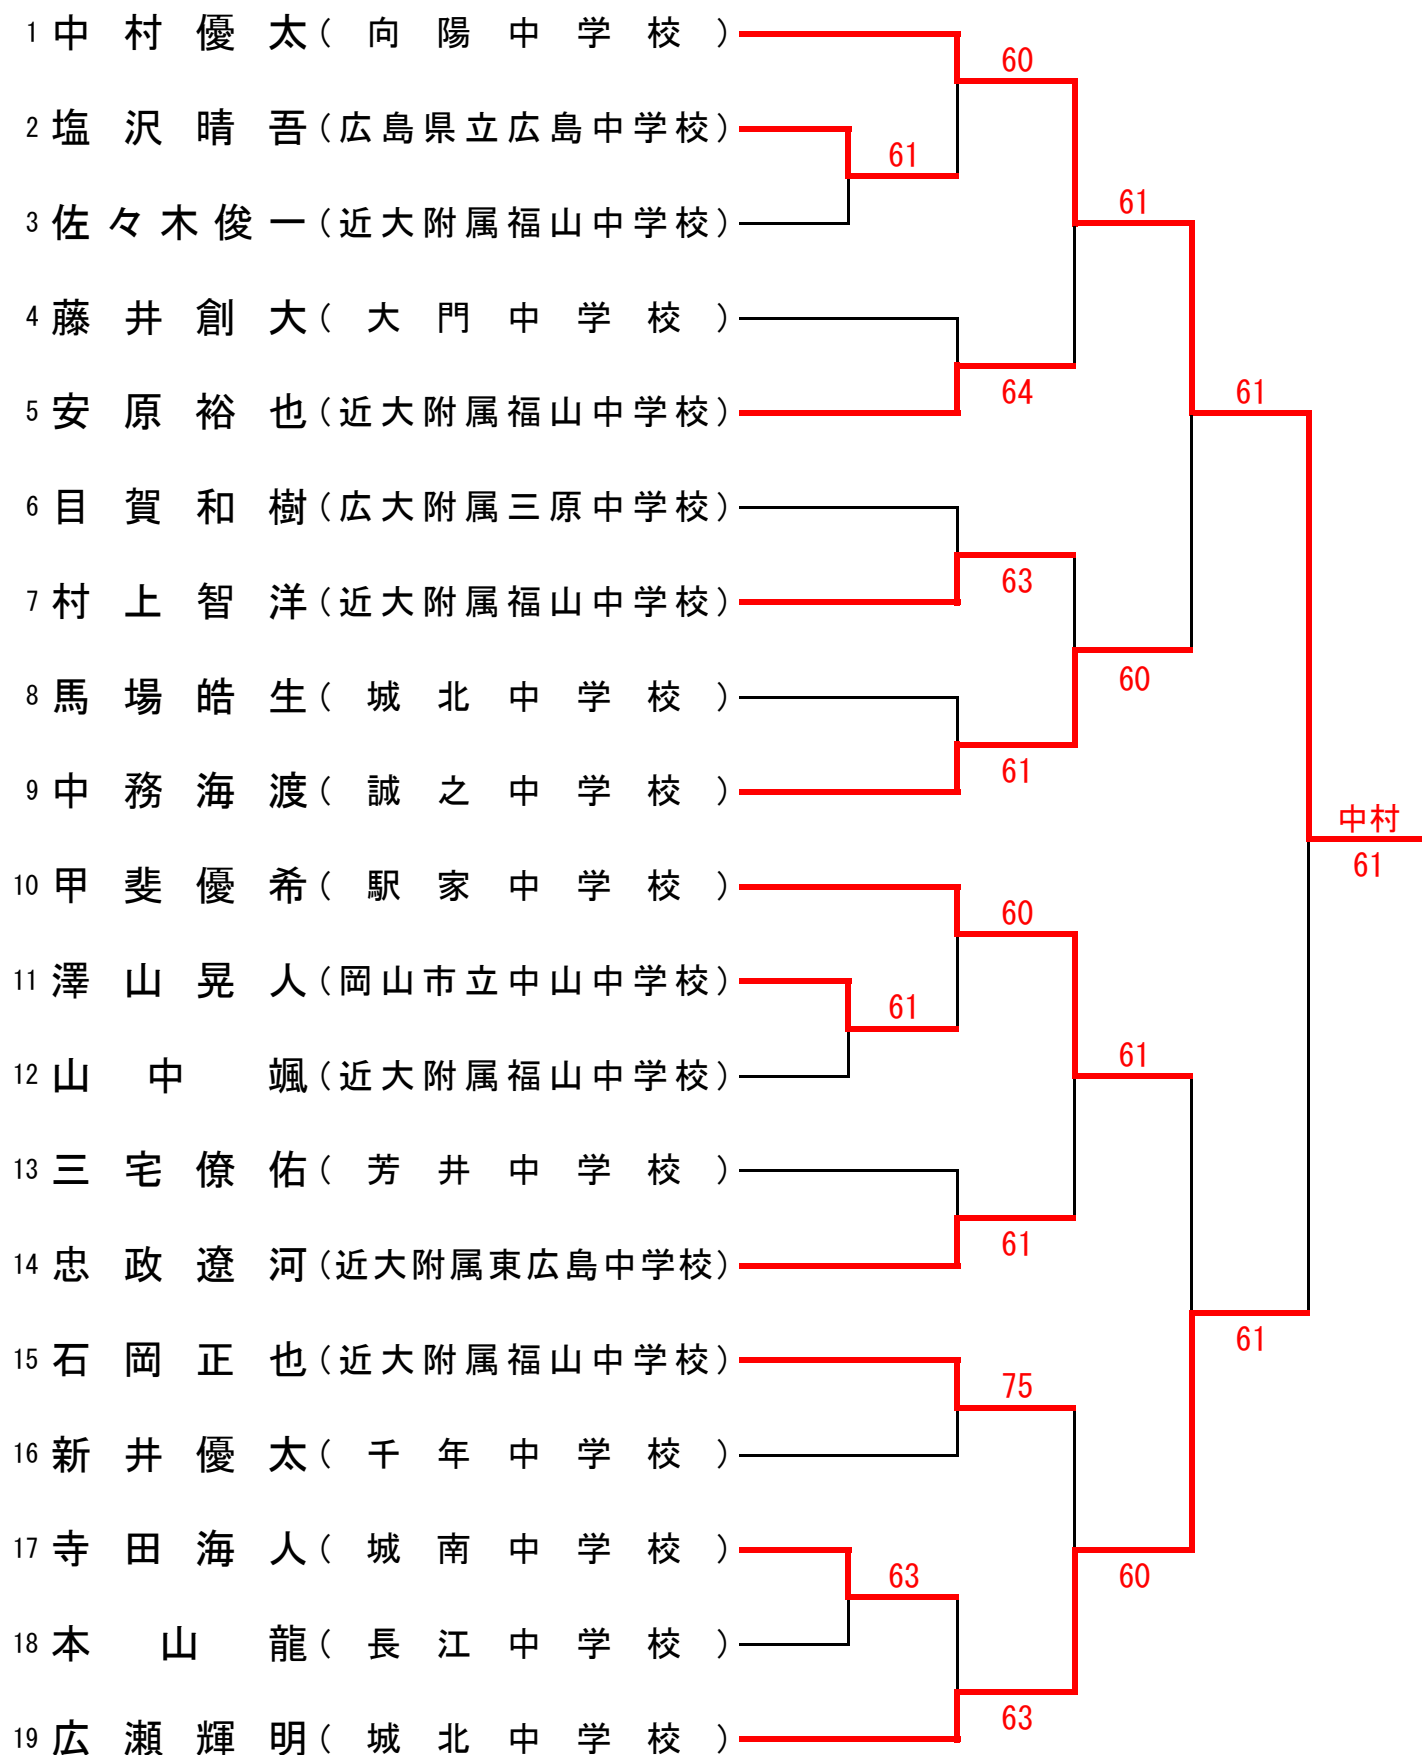 1 中村優太(向陽中学校)
60
2 塩沢晴吾(広島県立広島中学校)
61
3 佐々木俊一(近大附属福山中学校)
61
4 藤井創大(大門中学校)
64
61
5 安原裕也(近大附属福山中学校)
6 目賀和樹(広大附属三原中学校)
63
7 村上智洋(近大附属福山中学校)
60
8 馬場皓生(城北中学校)
61
9 中務海渡(誠之中学校)
中村
61
10 甲斐優希(駅家中学校)
60
11 澤山晃人(岡山市立中山中学校)
61
61
12 山中颯(近大附属福山中学校)
13 三宅僚佑(芳井中学校)
61
14 忠政遼河(近大附属東広島中学校)
61
15 石岡正也(近大附属福山中学校)
75
16 新井優太(千年中学校)
17 寺田海人(城南中学校)
63
60
18 本山龍(長江中学校)
63
19 広瀬輝明(城北中学校)